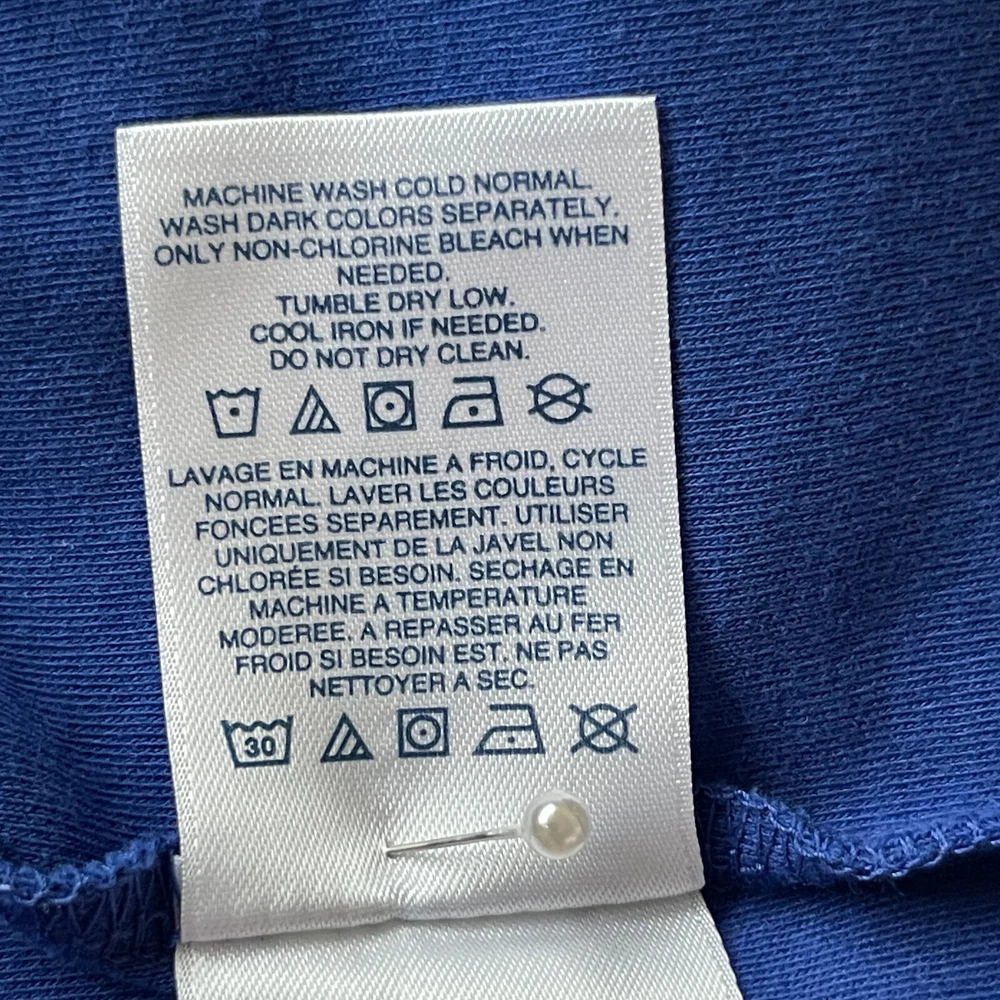 MACHINE WASH COLD NORMAL.
WASH DARK COLORS SEPARATELY.
ONLY NON-CHLORINE BLEACH WHEN
NEEDED.
TUMBLE DRY LOW.
COOL IRON IF NEEDED.
DO NOT DRY CLEAN.
LAVAGE EN MACHINE A FROID, CYCLE
NORMAL. LAVER LES COULEURS
FONCEES SEPAREMENT. UTILISER
UNIQUEMENT DE LA JAVEL NON
CHLORÉE SI BESOIN. SECHAGE EN
MACHINE A TEMPERATURE
MODEREE. A REPASSER AU FER
FROID SI BESOIN EST. NE PAS
NETTOYER A SEC.
30